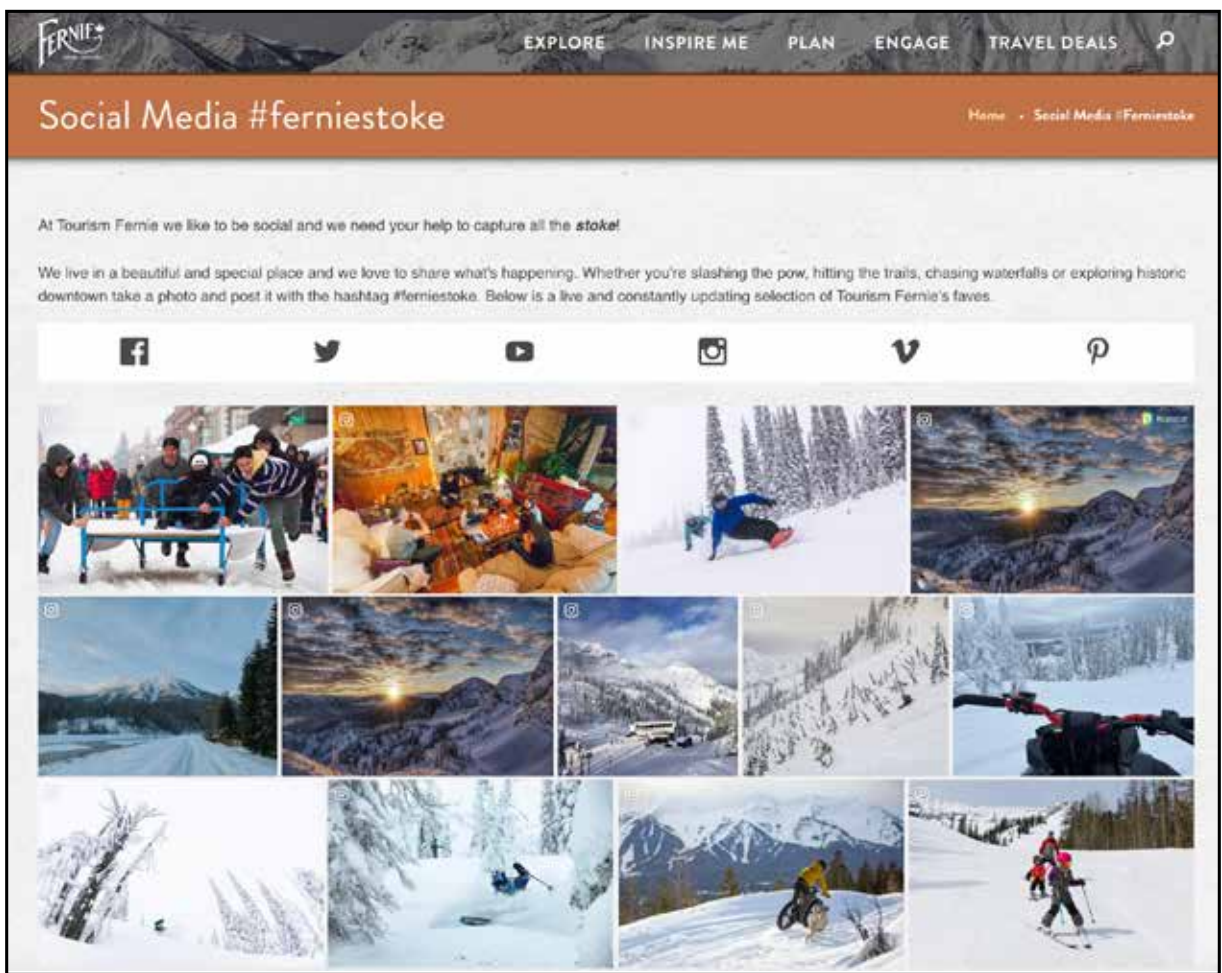 FERNIE
EXPLORE INSPIRE ME PLAN ENGAGE TRAVEL DEALS
Social Media #ferniestoke
Home • Social Media #Ferniestoke
At Tourism Fernie we like to be social and we need your help to capture all the stoke!
We live in a beautiful and special place and we love to share what's happening. Whether you're slashing the pow, hitting the trails, chasing waterfalls or exploring historic
downtown take a photo and post it with the hashtag #ferniestoke. Below is a live and constantly updating selection of Tourism Fernie's faves.